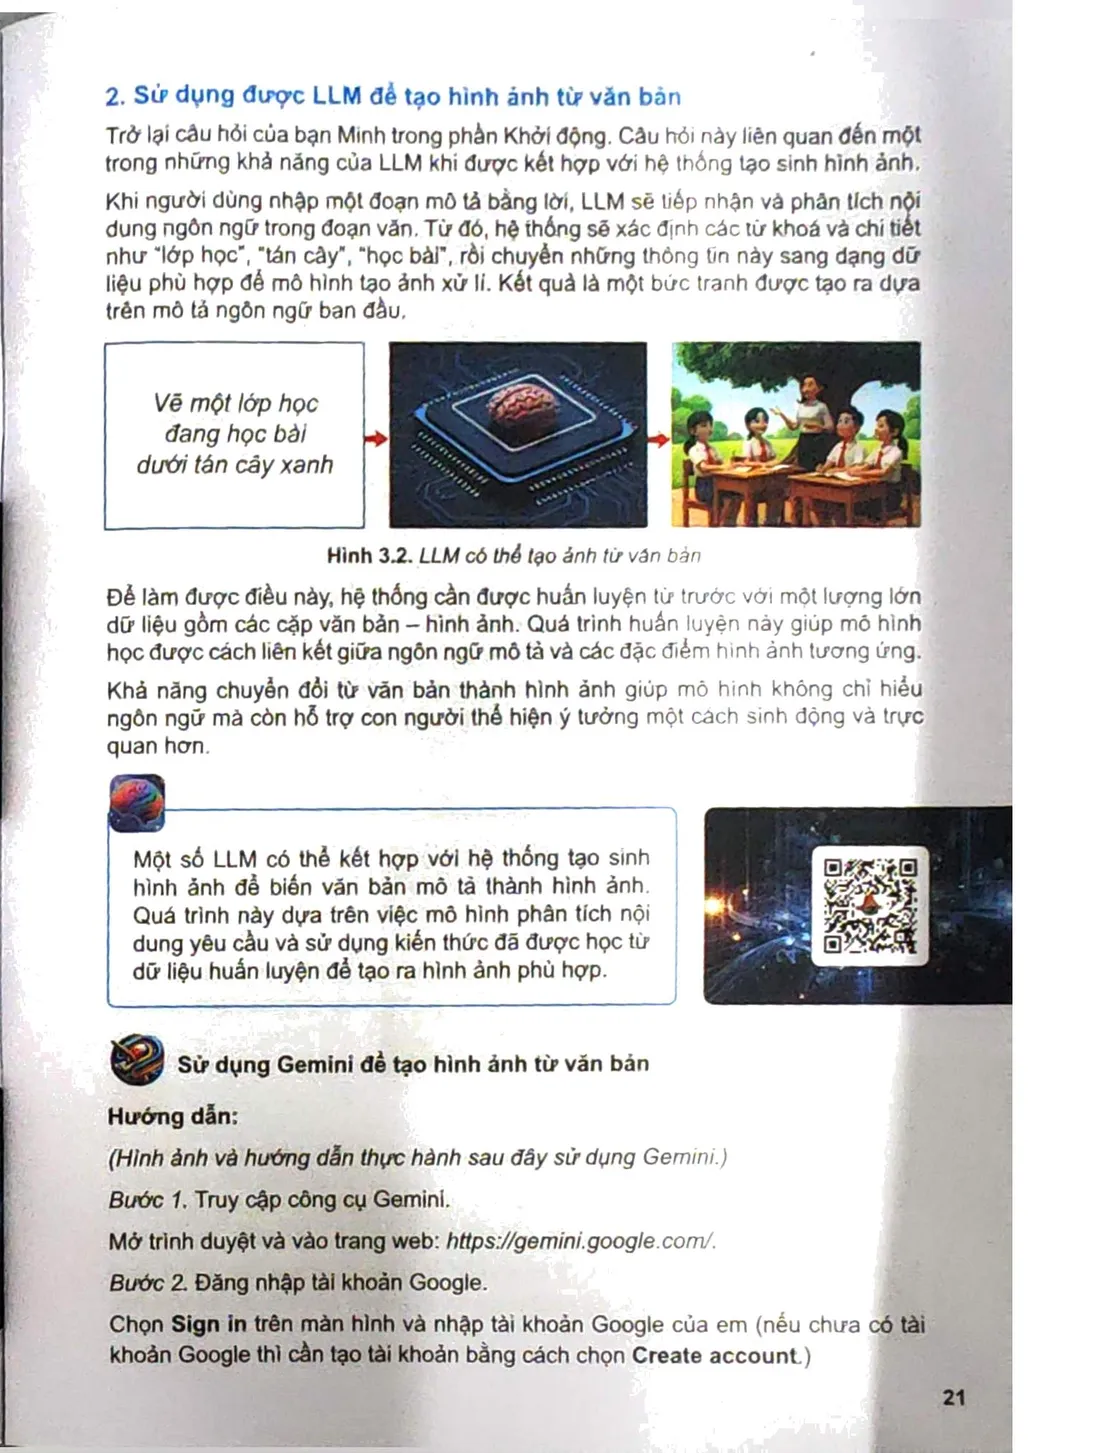 2. Sử dụng được LLM để tạo hình ảnh từ văn bản
Trở lại câu hỏi của bạn Minh trong phần Khởi động. Câu hỏi này liên quan đến một
trong những khả năng của LLM khi được kết hợp với hệ thống tạo sinh hình ảnh.
Khi người dùng nhập một đoạn mô tả bằng lời, LLM sẽ tiếp nhận và phân tích nội
dung ngôn ngữ trong đoạn văn. Từ đó, hệ thống sẽ xác định các từ khoá và chi tiết
như "lớp học", "tán cây", "học bài", rồi chuyển những thông tin này sang dạng dữ
liệu phù hợp để mô hình tạo ảnh xử lí. Kết quả là một bức tranh được tạo ra dựa
trên mô tả ngôn ngữ ban đầu.
Vẽ một lớp học
đang học bài
dưới tán cây xanh
Hình 3.2. LLM có thể tạo ảnh từ văn bản
Để làm được điều này, hệ thống cần được huấn luyện từ trước với một lượng lớn
dữ liệu gồm các cặp văn bản – hình ảnh. Quá trình huấn luyện này giúp mô hình
học được cách liên kết giữa ngôn ngữ mô tả và các đặc điểm hình ảnh tương ứng.
Khả năng chuyển đổi từ văn bản thành hình ảnh giúp mô hình không chỉ hiểu
ngôn ngữ mà còn hỗ trợ con người thể hiện ý tưởng một cách sinh động và trực
quan hơn.
Một số LLM có thể kết hợp với hệ thống tạo sinh
hình ảnh để biến văn bản mô tả thành hình ảnh.
Quá trình này dựa trên việc mô hình phân tích nội
dung yêu cầu và sử dụng kiến thức đã được học từ
dữ liệu huấn luyện để tạo ra hình ảnh phù hợp.
Sử dụng Gemini để tạo hình ảnh từ văn bản
Hướng dẫn:
(Hình ảnh và hướng dẫn thực hành sau đây sử dụng Gemini.)
Bước 1. Truy cập công cụ Gemini.
Mở trình duyệt và vào trang web: https://gemini.google.com/.
Bước 2. Đăng nhập tài khoản Google.
Chọn Sign in trên màn hình và nhập tài khoản Google của em (nếu chưa có tài
khoản Google thì cần tạo tài khoản bằng cách chọn Create account.)
21